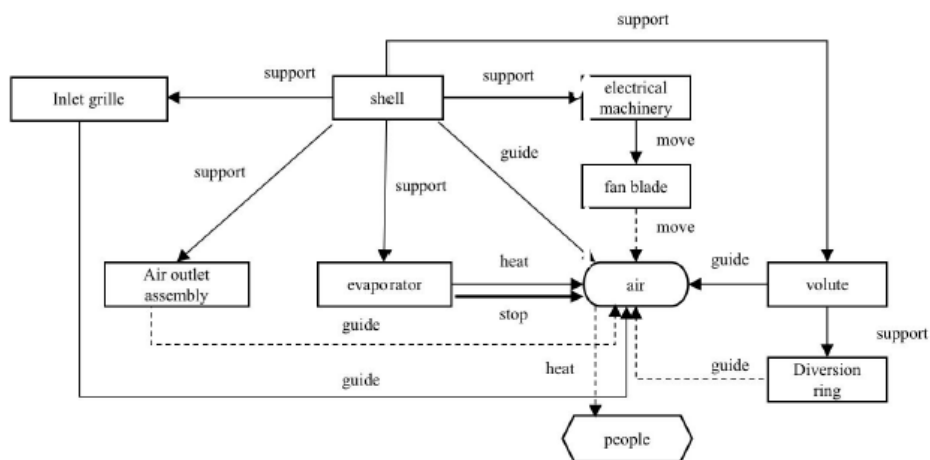 support
support
support
Inlet grille
shell
electrical
machinery
guide
move
support
support
fan blade
move
heat
guide
Air outlet
assembly
evaporator
air
volute
stop
guide
support
heat
guide
guide
Diversion
ring
people